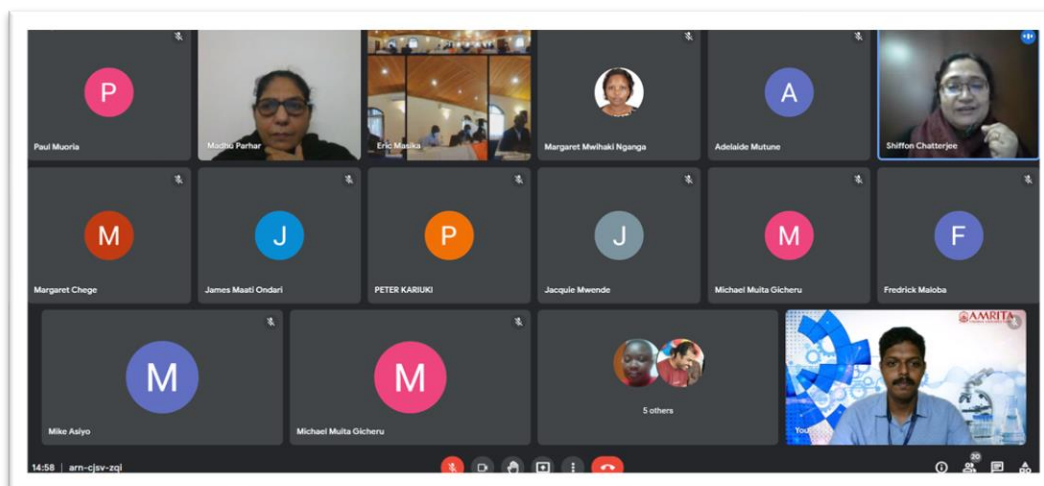 P
Paul Muoria
Madhu Parhar
Eric Masika
Margaret Mwihaki Nganga
A
Adelaide Mutune
Shiffon Chatterjee
M
Margaret Chege
J
James Maati Ondari
P
PETER KARIUKI
J
Jacquie Mwende
M
Michael Muita Gicheru
F
Fredrick Maloba
M
Mike Asiyo
M
Michael Muita Gicheru
5 others
AMRITA
You
14:58 | arn-cjsv-zqi
20